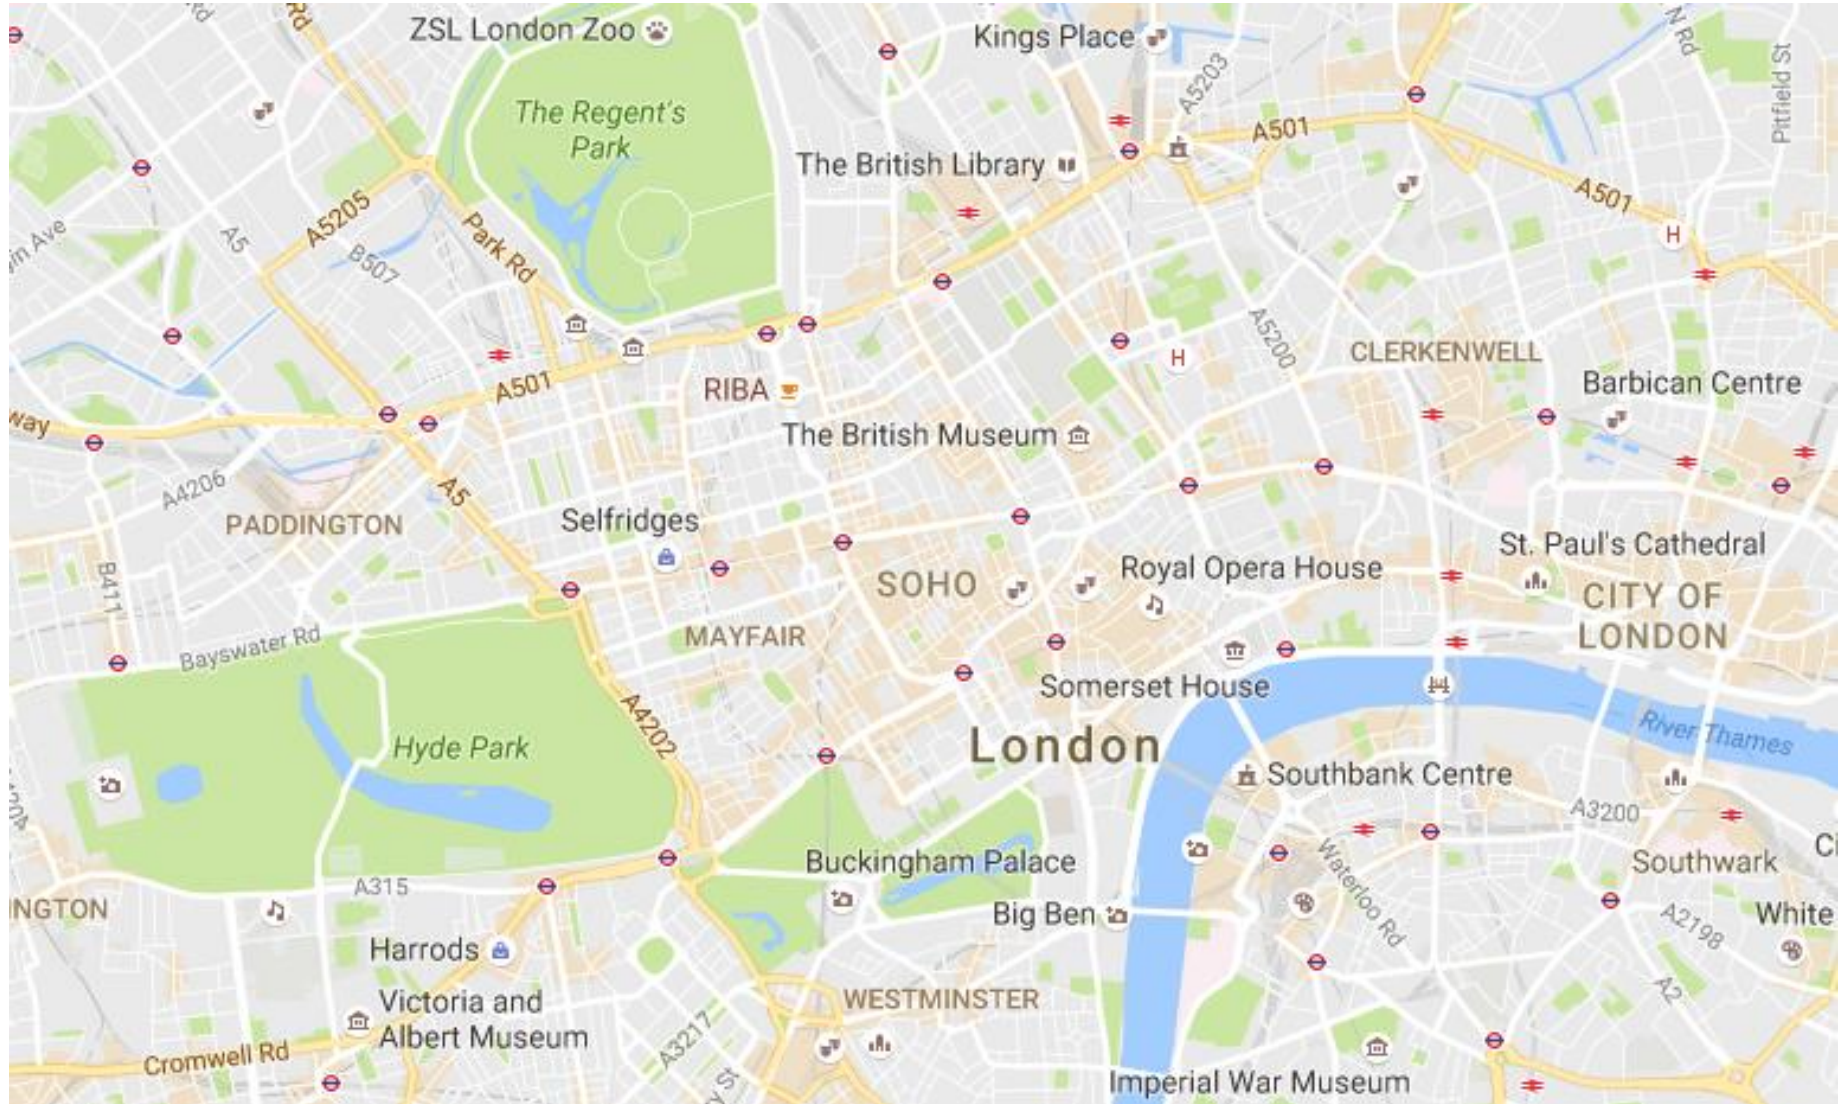 Rd
Rd
ZSL London Zoo
Kings Place
N Rd
Pitfield St
A5203
The Regent's
Park
A501
The British Library
A501
A5205
A5
Park Rd
B507
Ave
A5200
CLERKENWELL
A501
RIBA
Barbican Centre
way
The British Museum
A4206
A5
PADDINGTON
Selfridges
St. Paul's Cathedral
B411
SOHO
Royal Opera House
CITY OF
LONDON
Bayswater Rd
MAYFAIR
Somerset House
A4202
River Thames
Hyde Park
London
Southbank Centre
A3200
Waterloo Rd
Buckingham Palace
Southwark
Ci
A315
INGTON
Big Ben
A2198
White
Harrods
A2
Victoria and
Albert Museum
WESTMINSTER
A3217
Cromwell Rd
y St
Imperial War Museum
H
H